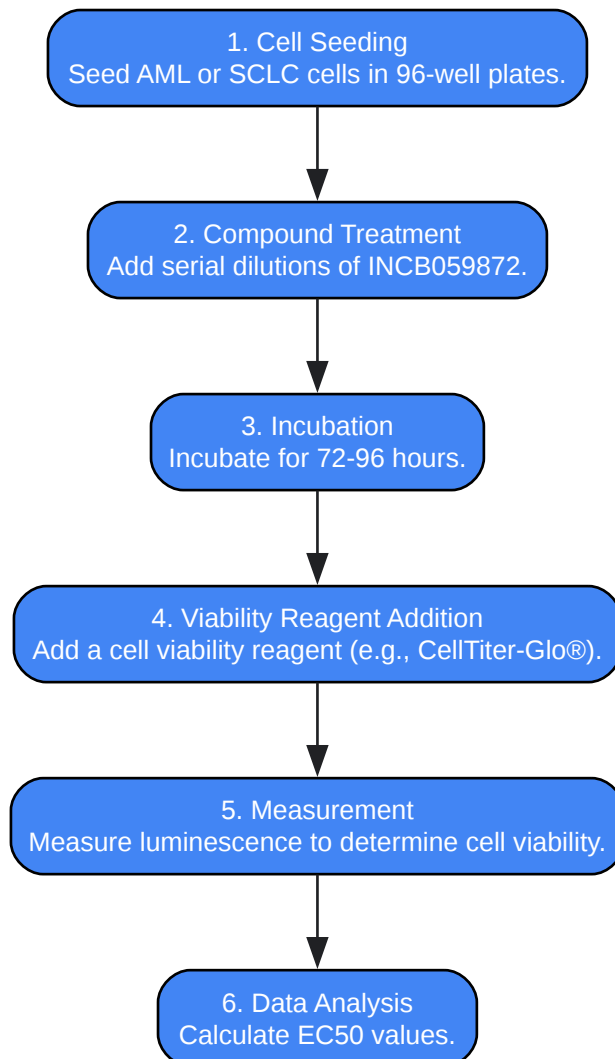 1. Cell Seeding
Seed AML or SCLC cells in 96-well plates.
2. Compound Treatment
Add serial dilutions of INCB059872.
3. Incubation
Incubate for 72-96 hours.
4. Viability Reagent Addition
Add a cell viability reagent (e.g., CellTiter-Glo®).
5. Measurement
Measure luminescence to determine cell viability.
6. Data Analysis
Calculate EC50 values.